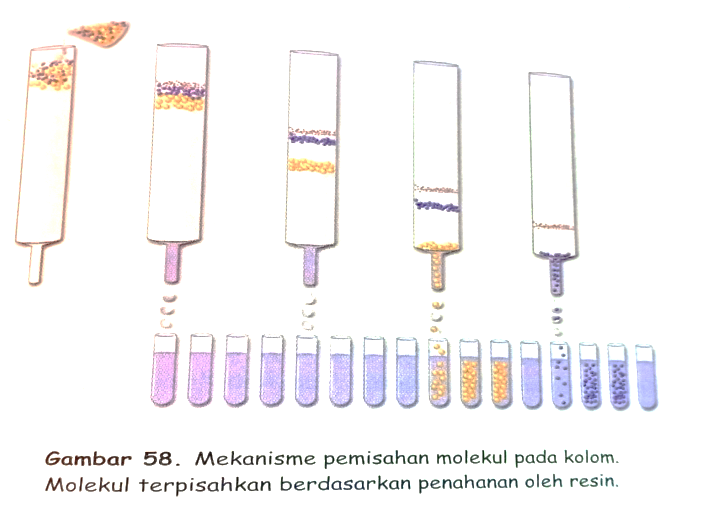 Gambar 58. Mekanisme pemisahan molekul pada kolom.
Molekul terpisahkan berdasarkan penahanan oleh resin.